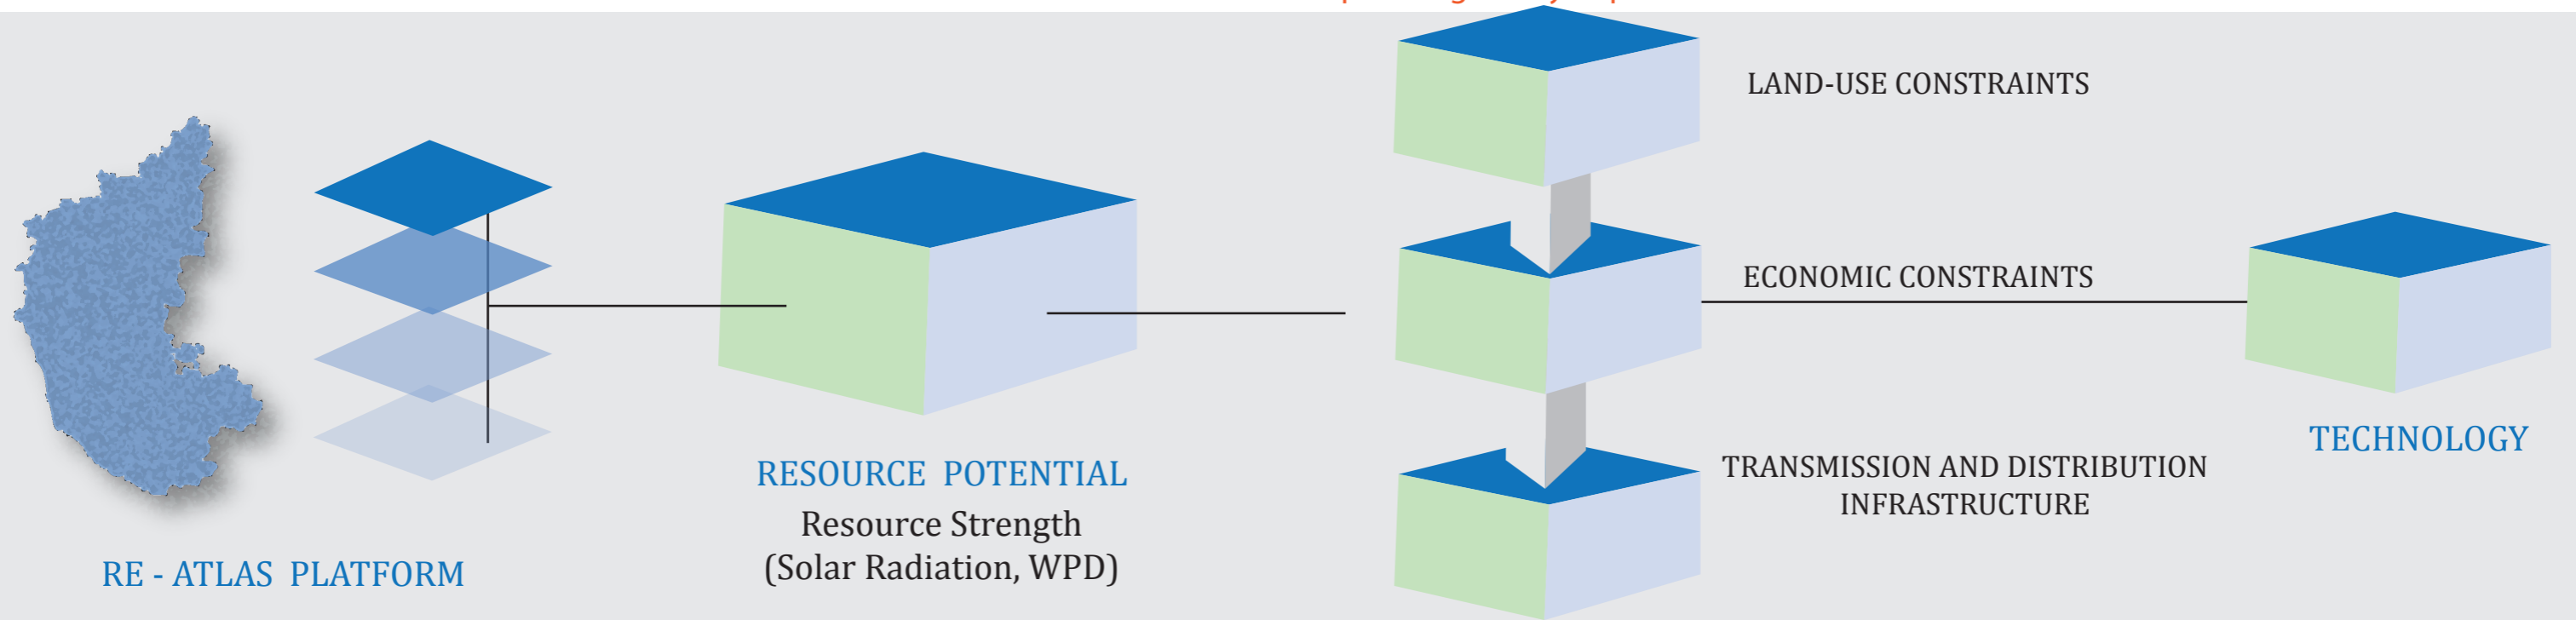 LAND-USE CONSTRAINTS
ECONOMIC CONSTRAINTS
TECHNOLOGY
TRANSMISSION AND DISTRIBUTION
INFRASTRUCTURE
RESOURCE POTENTIAL
Resource Strength
(Solar Radiation, WPD)
RE - ATLAS PLATFORM